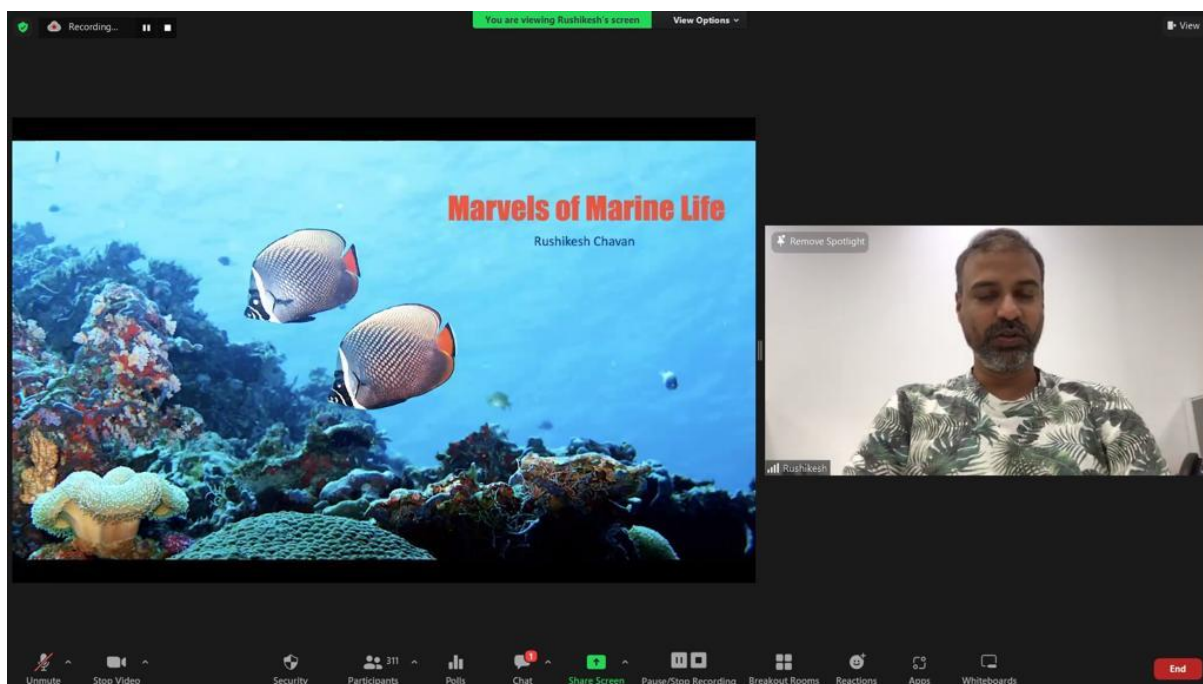 Recording...
You are viewing Rushikesh's screen
View Options
View
Marvels of Marine Life
Rushikesh Chavan
Remove Spotlight
Rushikesh
Unmute
Stop Video
Security
311
Participants
Polls
1
Chat
Share Screen
Pause/Stop Recording
Breakout Rooms
Reactions
Apps
Whiteboards
End